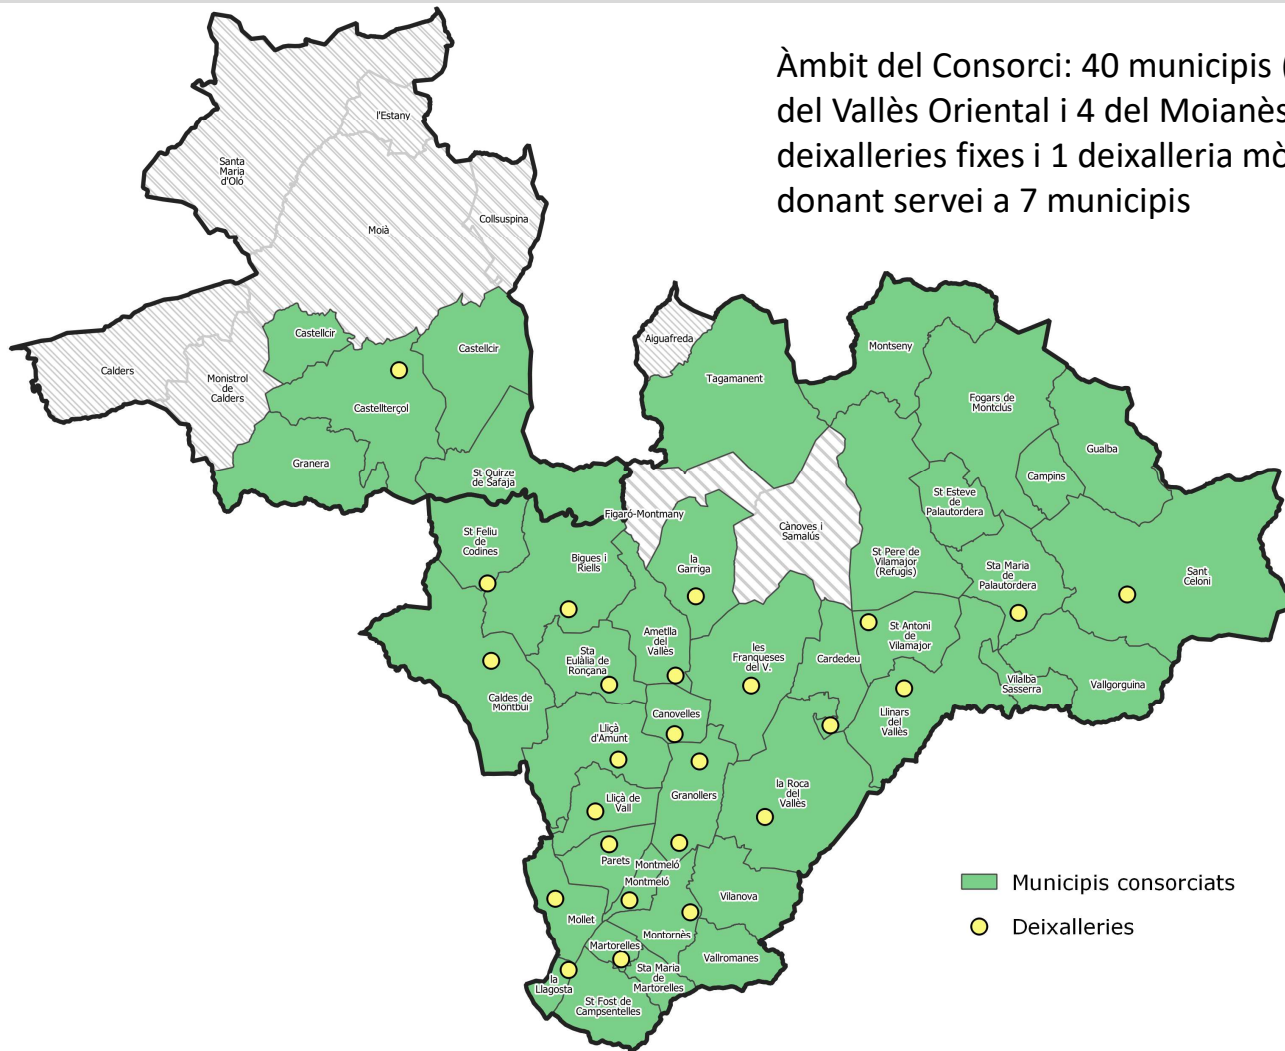 Àmbit del Consorci: 40 municipis (
del Vallès Oriental i 4 del Moianès
deixalleries fixes i 1 deixalleria mò
donant servei a 7 municipis
l'Estany
Santa
Maria
d'Oló
Collsuspina
Moià
Castellcir
Castellcir
Aiguafreda
Montseny
Calders
Monistrol
de
Calders
Tagamanent
Castellterçol
Fogars de
Montclús
Granera
St Quirze
de Safaja
Gualba
Campins
St Esteve
de
Palautordera
Figaró-Montmany
Cànoves i
Samalús
St Feliu
de
Codines
Bigues i
Riells
la
Garriga
St Pere de
Vilamajor
(Refugis)
Sta Maria
de
Palautordera
Sant
Celoni
Ametlla
del
Vallès
Sta
Eulàlia de
Ronçana
les
Franqueses
del V.
Cardedeu
St Antoni
de
Vilamajor
Vilalba
Sasserra
Vallgorguina
Caldes de
Montbui
Canovelles
Llinars
del
Vallès
Lliçà
d'Amunt
Lliçà de
Vall
Granollers
la Roca
del
Vallès
Parets
Montmeló
Montmeló
Vilanova
Mollet
Montornès
Martorelles
Vallromanes
Sta Maria
de
Martorelles
la
Llagosta
St Fost de
Campsentelles
Municipis consorciats
Deixalleries